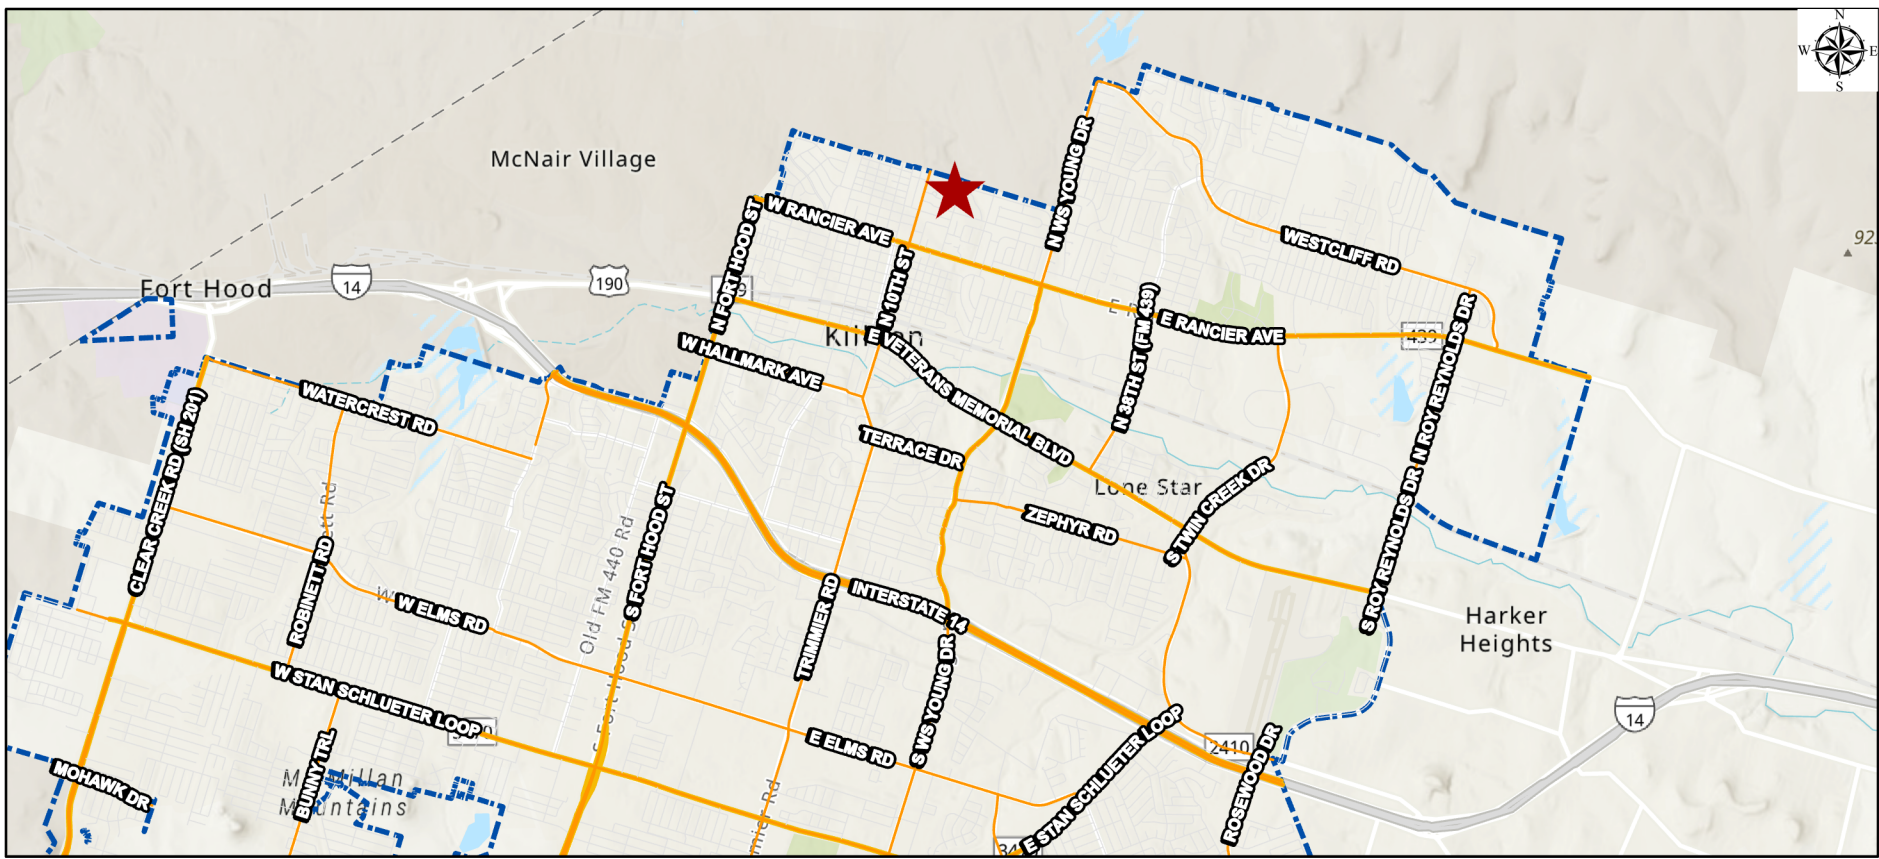 N
W E
S
McNair Village
Fort Hood
14
190
W RANCIER AVE
N FORT HOOD ST
N 10TH ST
N WS YOUNG DR
WESTCLIFF RD
923
E RANCIER AVE
439
N 38TH ST (FM 439)
N ROY REYNOLDS DR
W HALLMARK AVE
E VETERANS MEMORIAL BLVD
WATERCREST RD
CLEAR CREEK RD (SH 201)
TERRACE DR
Lone Star
ZEPHYR RD
S TWIN CREEK DR
S ROY REYNOLDS DR
Harker
Heights
ROBINETT RD
W ELMS RD
Old FM 440 Rd
S FORT HOOD ST
S Fort Hood S
TRIMMIER RD
INTERSTATE 14
S WS YOUNG DR
W STAN SCHLUETER LOOP
E ELMS RD
E STAN SCHLUETER LOOP
2410
ROSEWOOD DR
14
MOHAWK DR
BUNNY TRL